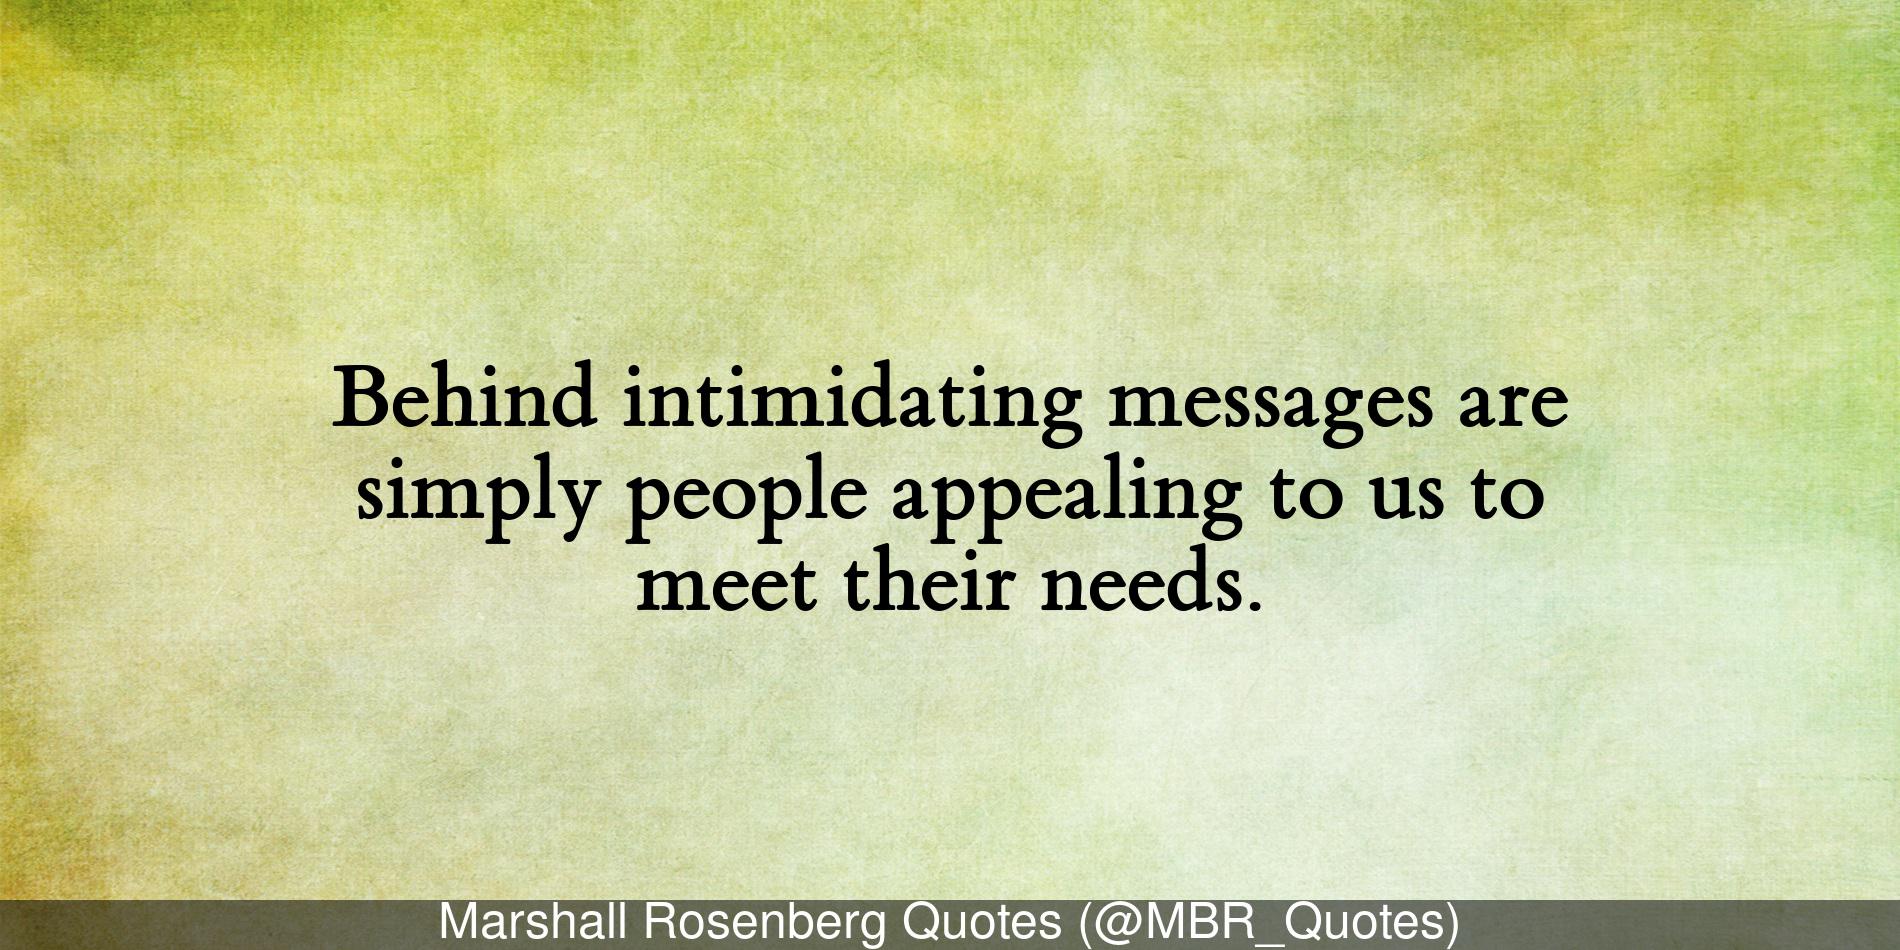 Behind intimidating messages are
simply people appealing to us to
meet their needs.
Marshall Rosenberg Quotes (@MBR_Quotes)